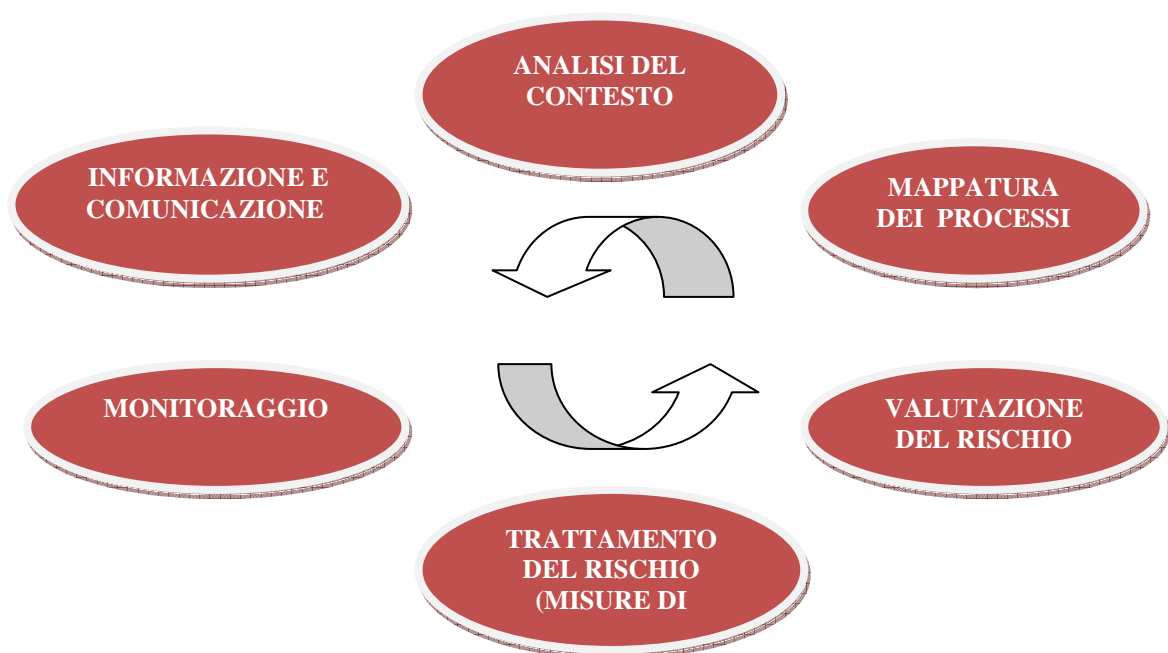 ANALISI DEL
CONTESTO
INFORMAZIONE E
COMUNICAZIONE
MAPPATURA
DEI PROCESSI
MONITORAGGIO
VALUTAZIONE
DEL RISCHIO
TRATTAMENTO
DEL RISCHIO
(MISURE DI